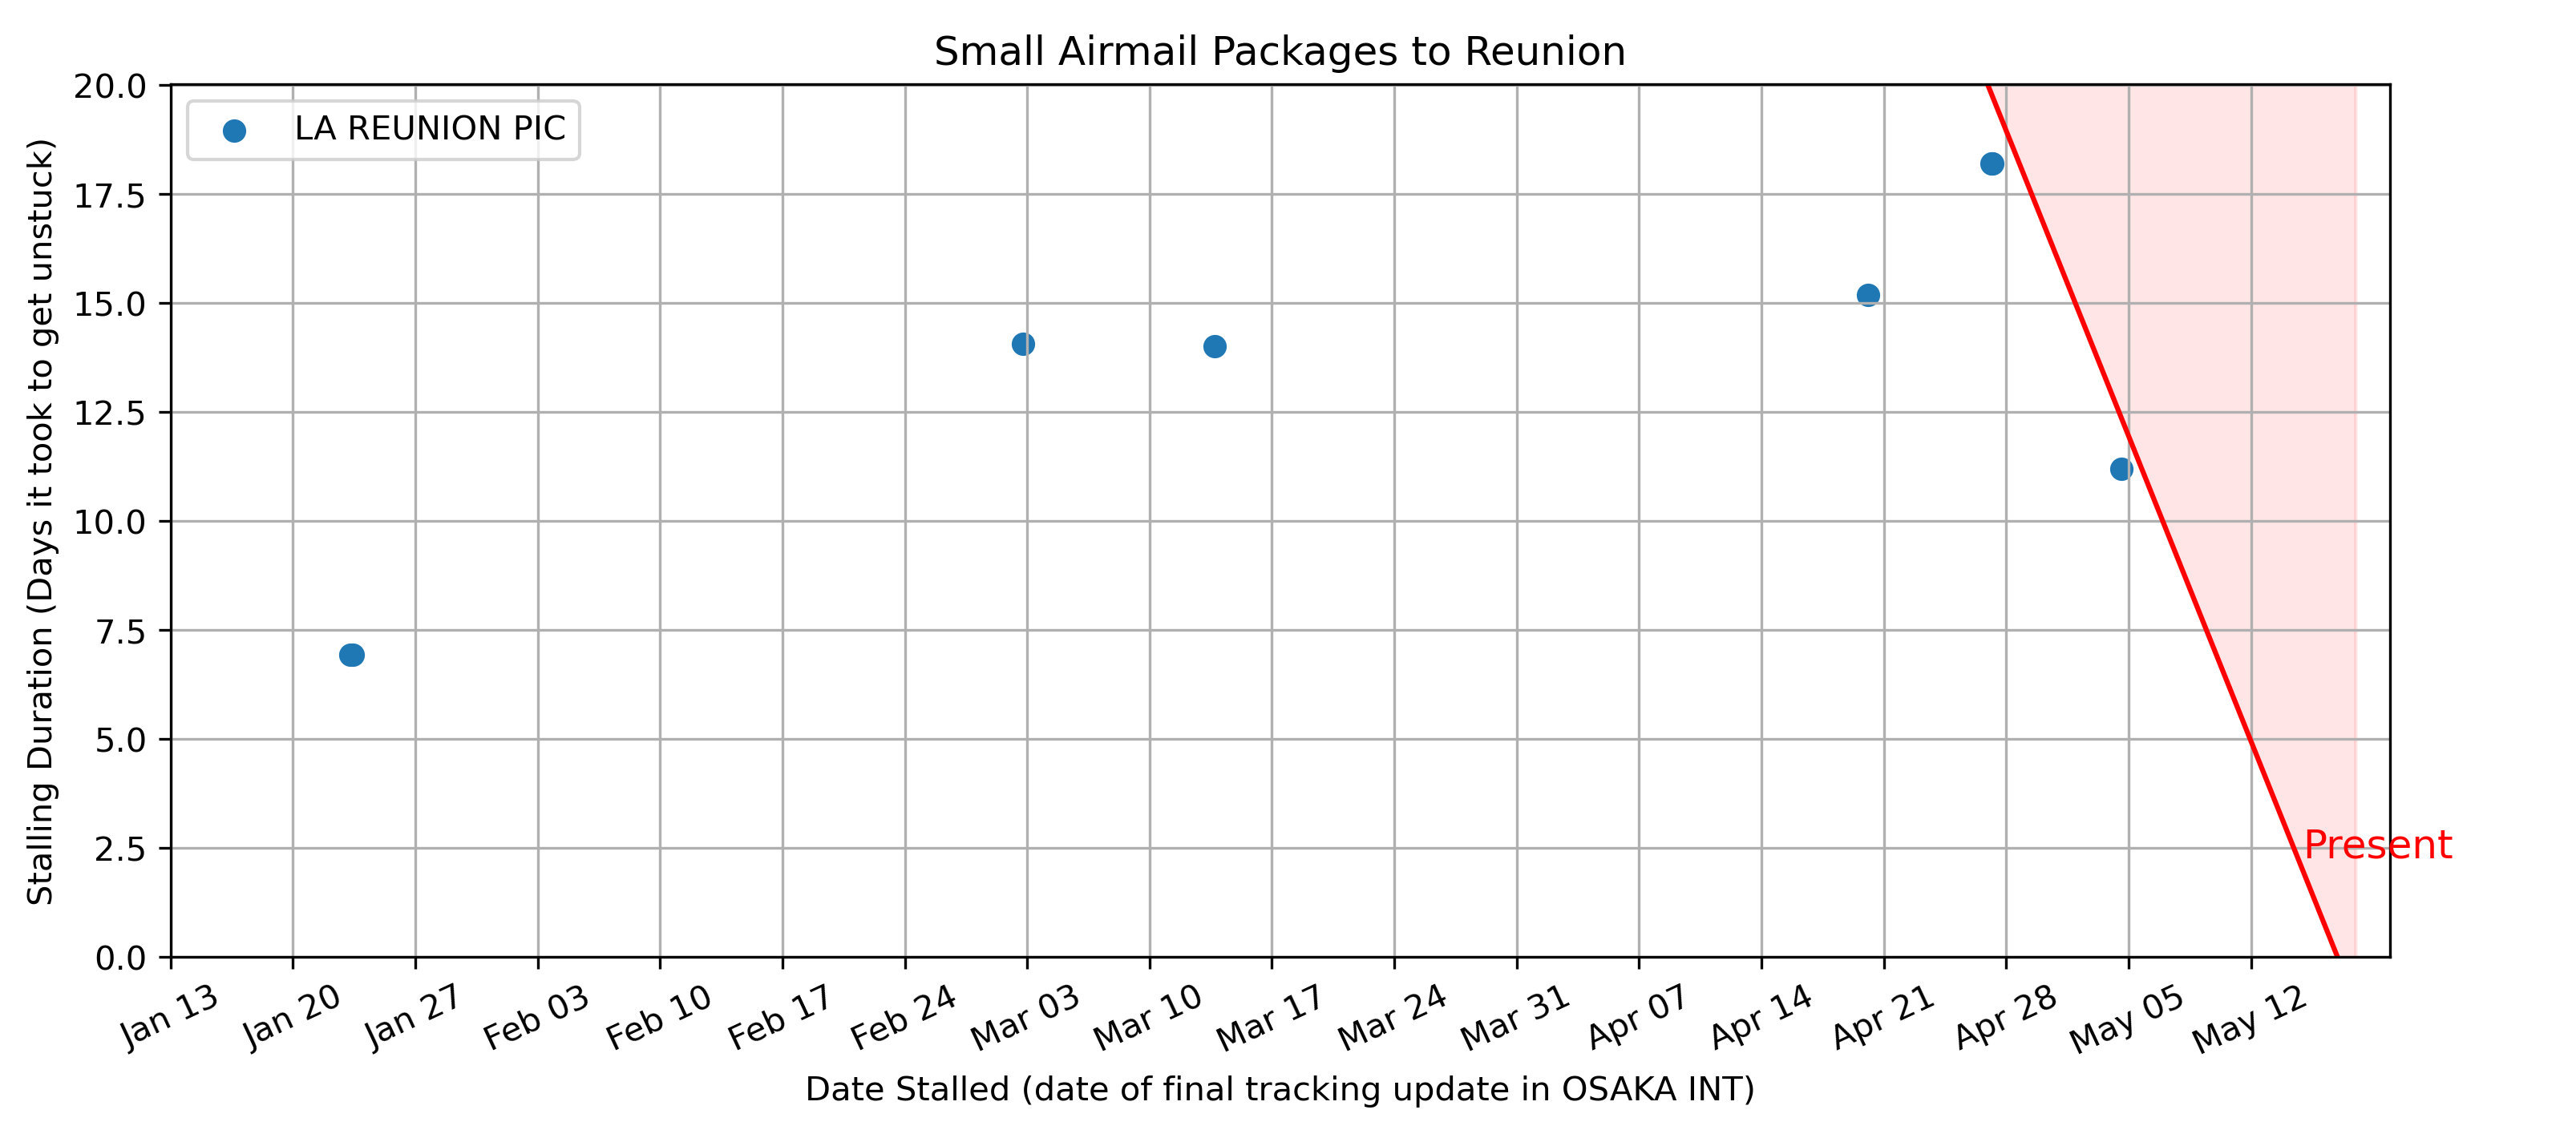 Small Airmail Packages to Reunion
LA REUNION PIC
Stalling Duration (Days it took to get unstuck)
20.0
17.5
15.0
12.5
10.0
7.5
5.0
2.5
0.0
Present
Jan 13 Jan 20 Jan 27 Feb 03 Feb 10 Feb 17 Feb 24 Mar 03 Mar 10 Mar 17 Mar 24 Mar 31 Apr 07 Apr 14 Apr 21 Apr 28 May 05 May 12
Date Stalled (date of final tracking update in OSAKA INT)